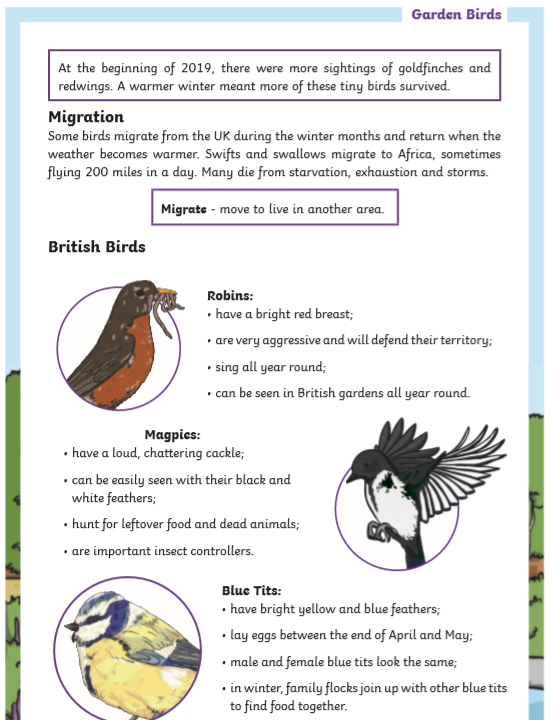 Garden Birds
At the beginning of 2019, there were more sightings of goldfinches and
redwings. A warmer winter meant more of these tiny birds survived.
Migration
Some birds migrate from the UK during the winter months and return when the
weather becomes warmer. Swifts and swallows migrate to Africa, sometimes
flying 200 miles in a day. Many die from starvation, exhaustion and storms.
Migrate - move to live in another area.
British Birds
Robins:
• have a bright red breast;
• are very aggressive and will defend their territory;
• sing all year round;
• can be seen in British gardens all year round.
Magpies:
• have a loud, chattering cackle;
• can be easily seen with their black and
white feathers;
• hunt for leftover food and dead animals;
• are important insect controllers.
Blue Tits:
• have bright yellow and blue feathers;
• lay eggs between the end of April and May;
• male and female blue tits look the same;
• in winter, family flocks join up with other blue tits
to find food together.